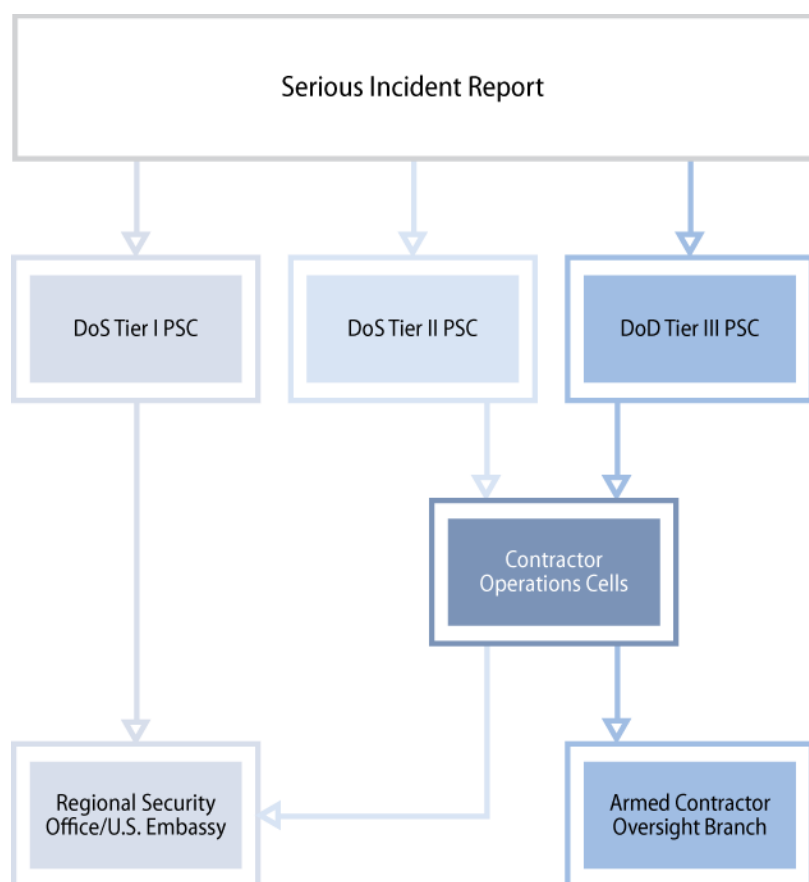 Serious Incident Report
DoS Tier I PSC
DoS Tier II PSC
DoD Tier III PSC
Contractor
Operations Cells
Regional Security
Office/U.S. Embassy
Armed Contractor
Oversight Branch